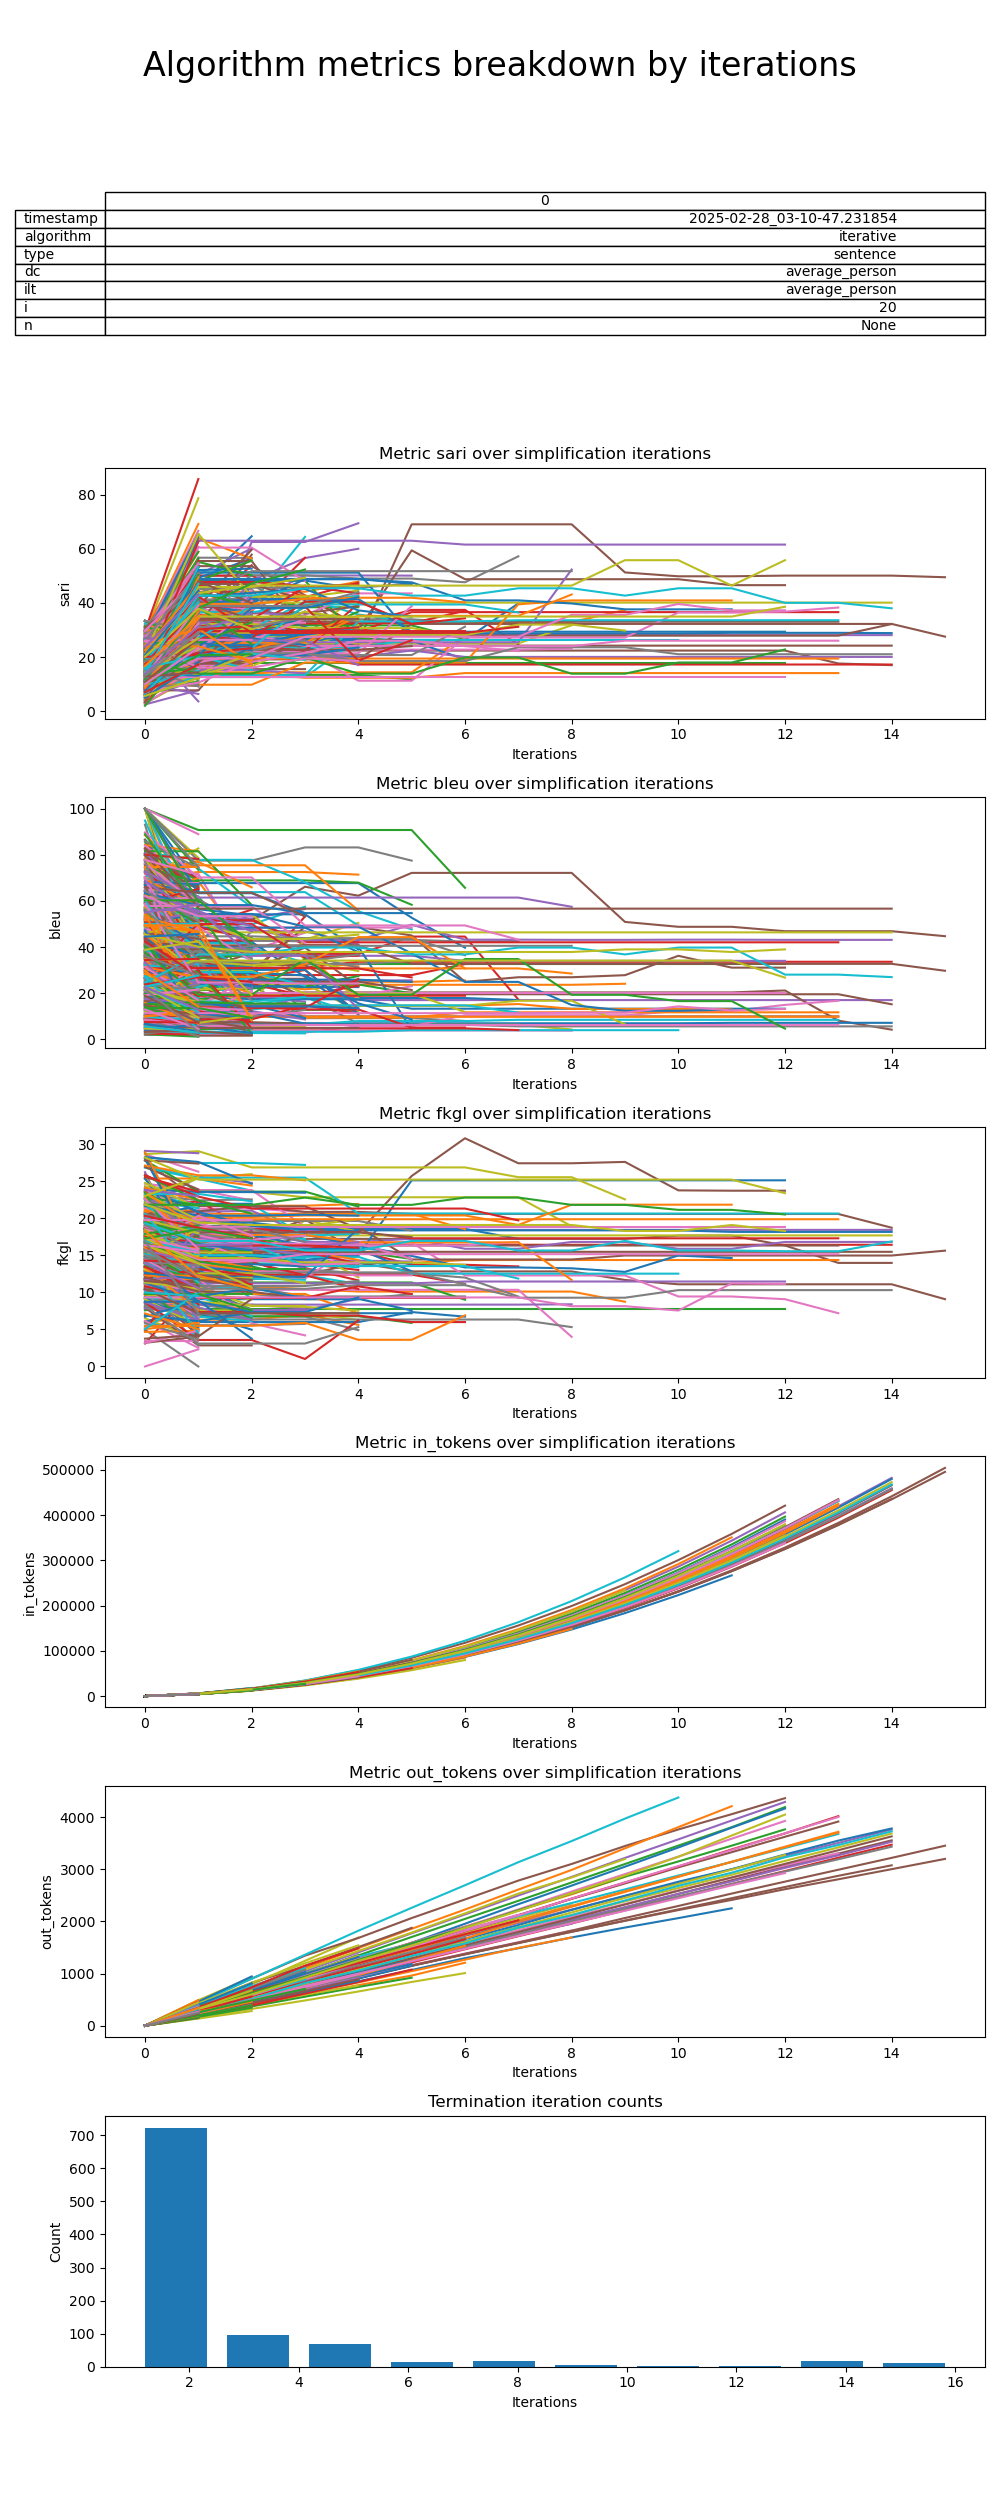 Algorithm metrics breakdown by iterations
0
timestamp 2025-02-28_03-10-47.231854
algorithm iterative
type sentence
dc average_person
ilt average_person
i 20
n None
Metric sari over simplification iterations
80
60
40
20
0
sari
0 2 4 6 8 10 12 14
Iterations
Metric bleu over simplification iterations
100
80
60
40
20
0
bleu
0 2 4 6 8 10 12 14
Iterations
Metric fkgl over simplification iterations
30
25
20
15
10
5
0
fkgl
0 2 4 6 8 10 12 14
Iterations
Metric in_tokens over simplification iterations
500000
400000
300000
200000
100000
0
in_tokens
0 2 4 6 8 10 12 14
Iterations
Metric out_tokens over simplification iterations
4000
3000
2000
1000
0
out_tokens
0 2 4 6 8 10 12 14
Iterations
Termination iteration counts
700
600
500
400
300
200
100
0
Count
2 4 6 8 10 12 14 16
Iterations